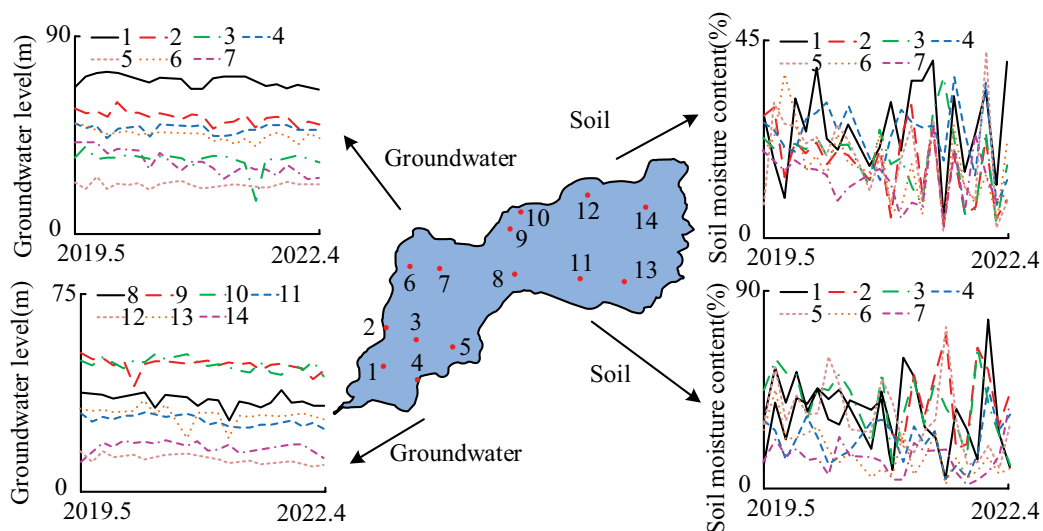 Groundwater level(m)
90
0
1 2 3 4
5 6 7
2019.5 2022.4
Groundwater level(m)
75
0
8 9 10 11
12 13 14
2019.5 2022.4
Groundwater
Soil
Soil
Groundwater
1
2
3
4
5
6
7
8
9
10
11
12
13
14
Soil moisture content(%)
45
0
1 2 3 4
5 6 7
2019.5 2022.4
Soil moisture content(%)
90
0
1 2 3 4
5 6 7
2019.5 2022.4